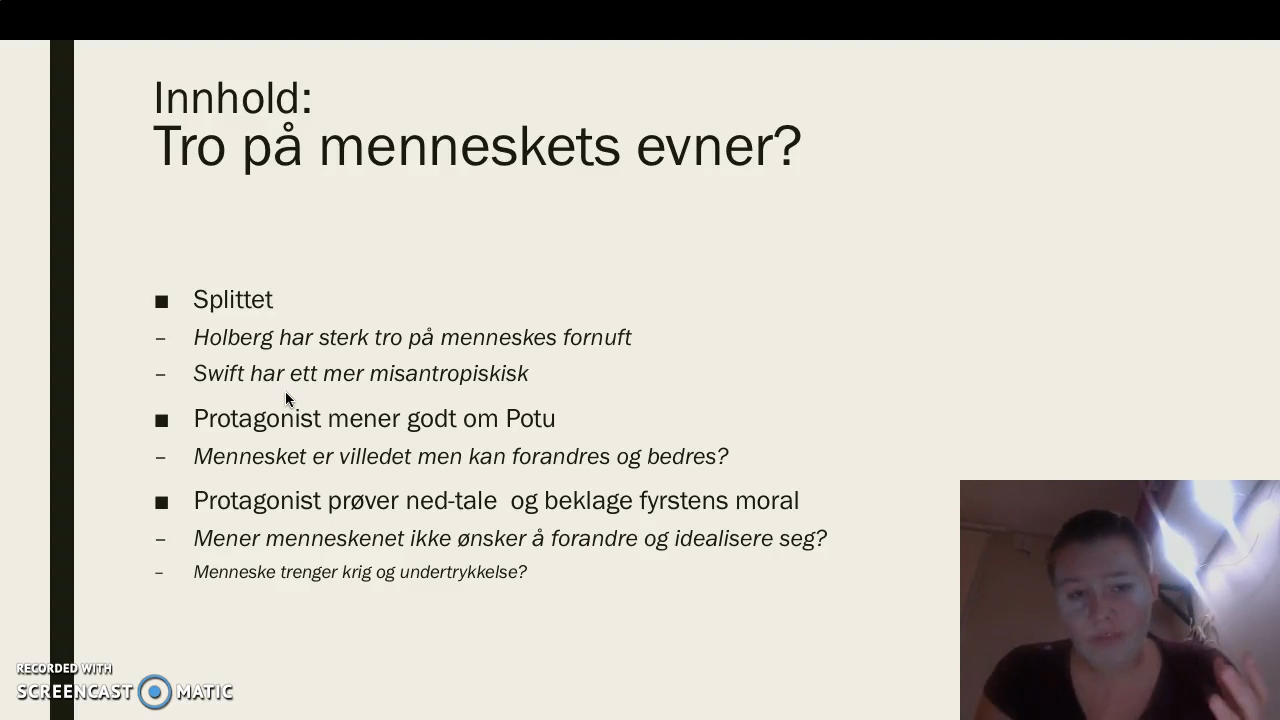 Innhold:
Tro på menneskets evner?
■ Splittet
– Holberg har sterk tro på menneskes fornuft
– Swift har ett mer misantropiskisk
■ Protagonist mener godt om Potu
– Mennesket er villedet men kan forandres og bedres?
■ Protagonist prøver ned-tale og beklage fyrstens moral
– Mener menneskenet ikke ønsker å forandre og idealisere seg?
– Menneske trenger krig og undertrykkelse?
RECORDED WITH
SCREENCAST MATIC